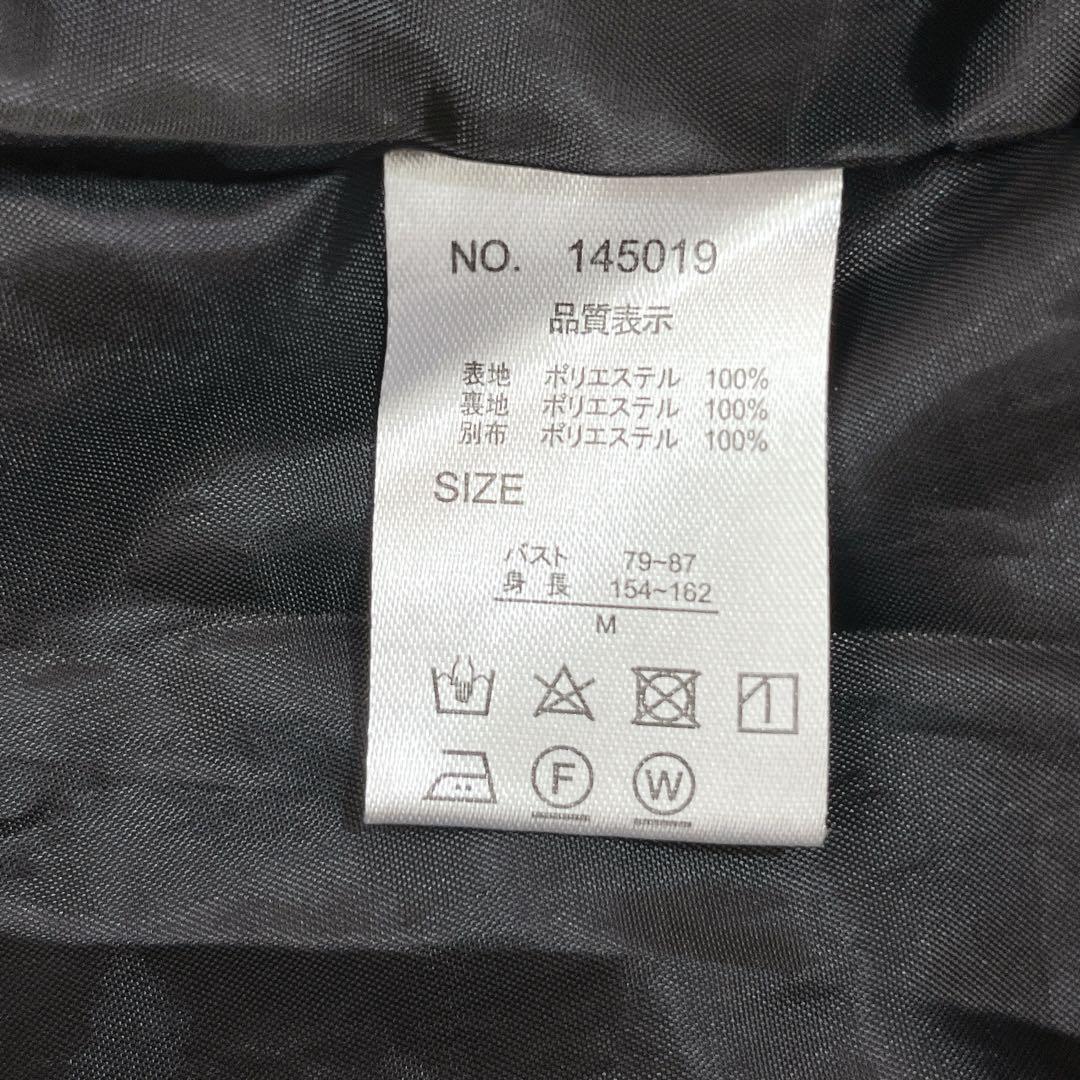 NO. 145019
品質表示
表地 ポリエステル 100%
裏地 ポリエステル 100%
別布 ポリエステル 100%
SIZE
バスト 79~87
身長 154~162
M
F
W